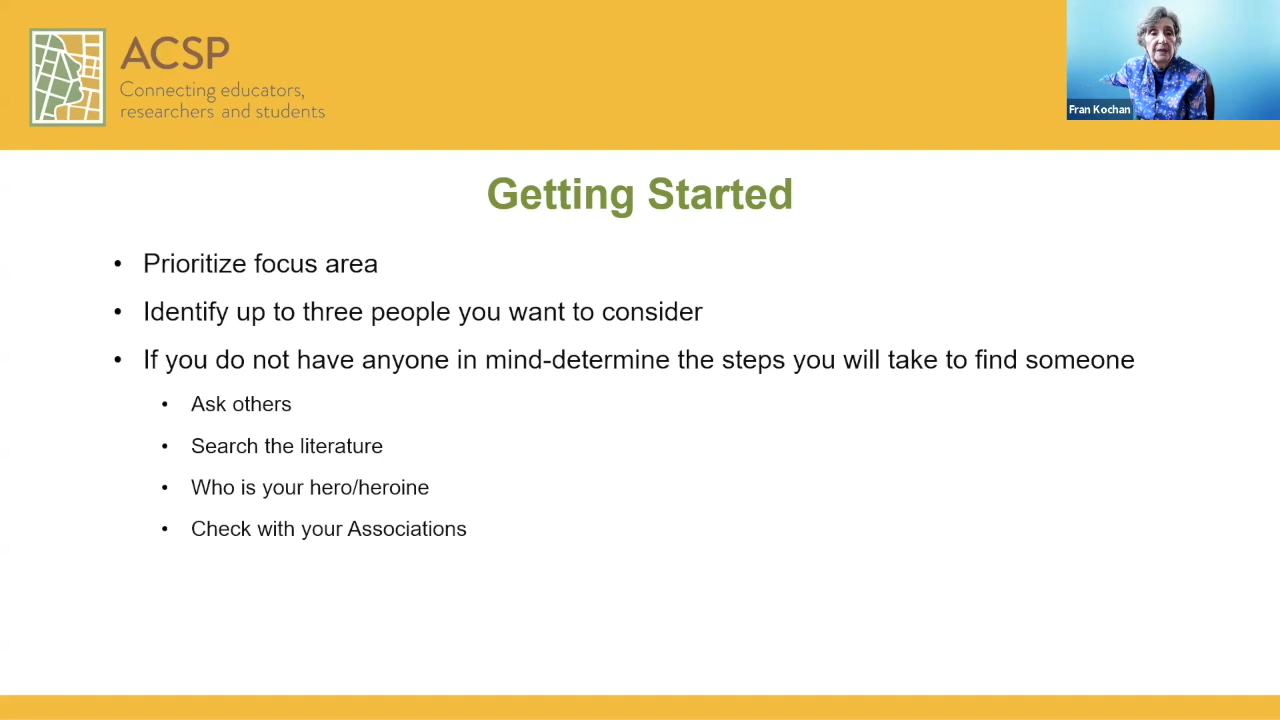 ACSP
Connecting educators,
researchers and students
Fran Kochan
Getting Started
• Prioritize focus area
• Identify up to three people you want to consider
• If you do not have anyone in mind-determine the steps you will take to find someone
• Ask others
• Search the literature
• Who is your hero/heroine
• Check with your Associations